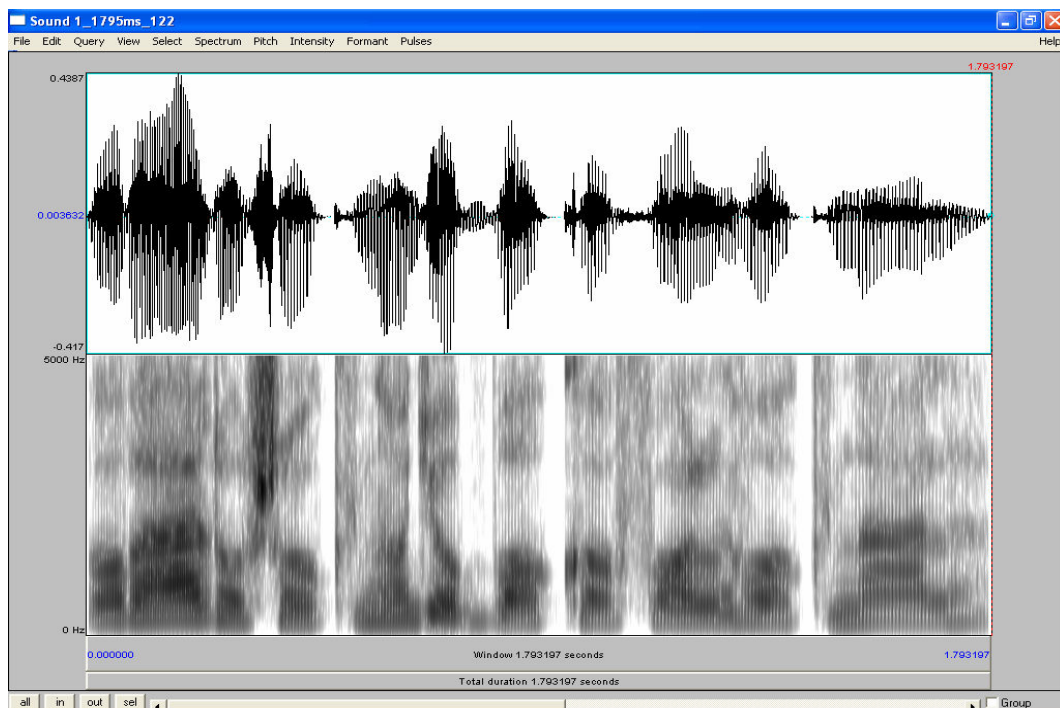 Sound 1_1795ms_122
File Edit Query View Select Spectrum Pitch Intensity Formant Pulses Help
1.793197
0.4387
0.003632
-0.417
5000 Hz
0 Hz
0.000000 Window 1.793197 seconds 1.793197
Total duration 1.793197 seconds
all in out sel Group